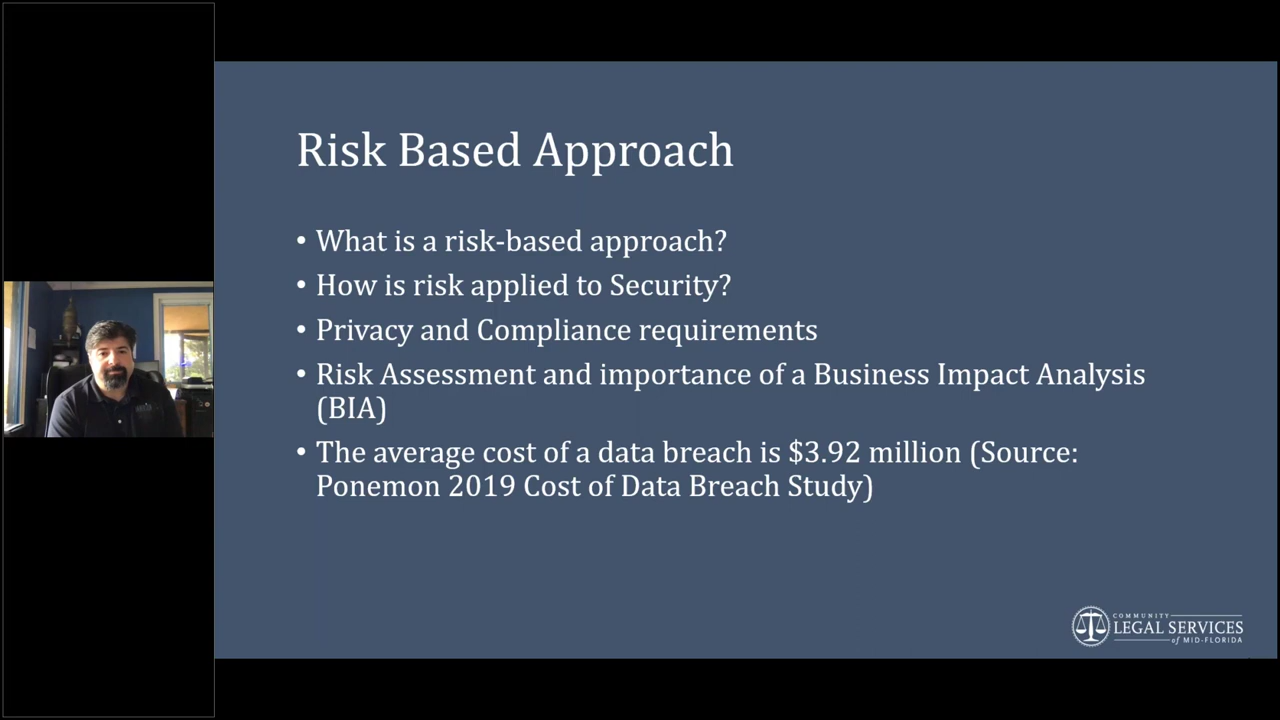 Risk Based Approach
• What is a risk-based approach?
• How is risk applied to Security?
• Privacy and Compliance requirements
• Risk Assessment and importance of a Business Impact Analysis
(BIA)
• The average cost of a data breach is $3.92 million (Source:
Ponemon 2019 Cost of Data Breach Study)
COMMUNITY
LEGAL SERVICES
of MID-FLORIDA